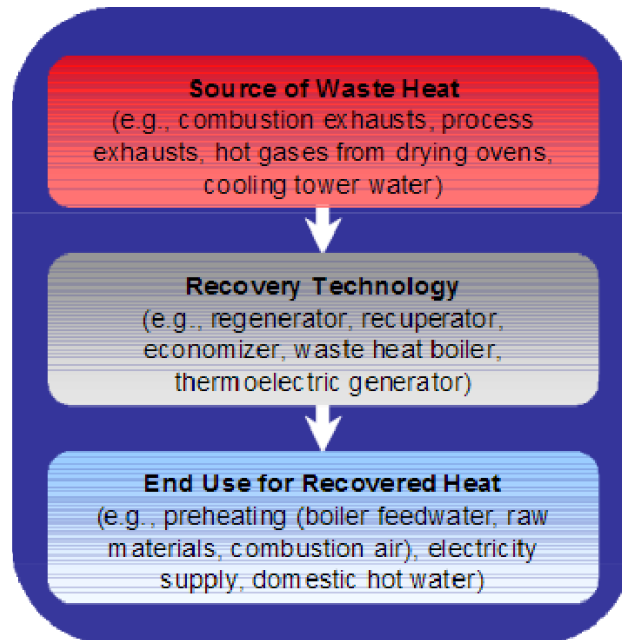 Source of Waste Heat
(e.g., combustion exhausts, process
exhausts, hot gases from drying ovens,
cooling tower water)
Recovery Technology
(e.g., regenerator, recuperator,
economizer, waste heat boiler,
thermoelectric generator)
End Use for Recovered Heat
(e.g., preheating (boiler feedwater, raw
materials, combustion air), electricity
supply, domestic hot water)